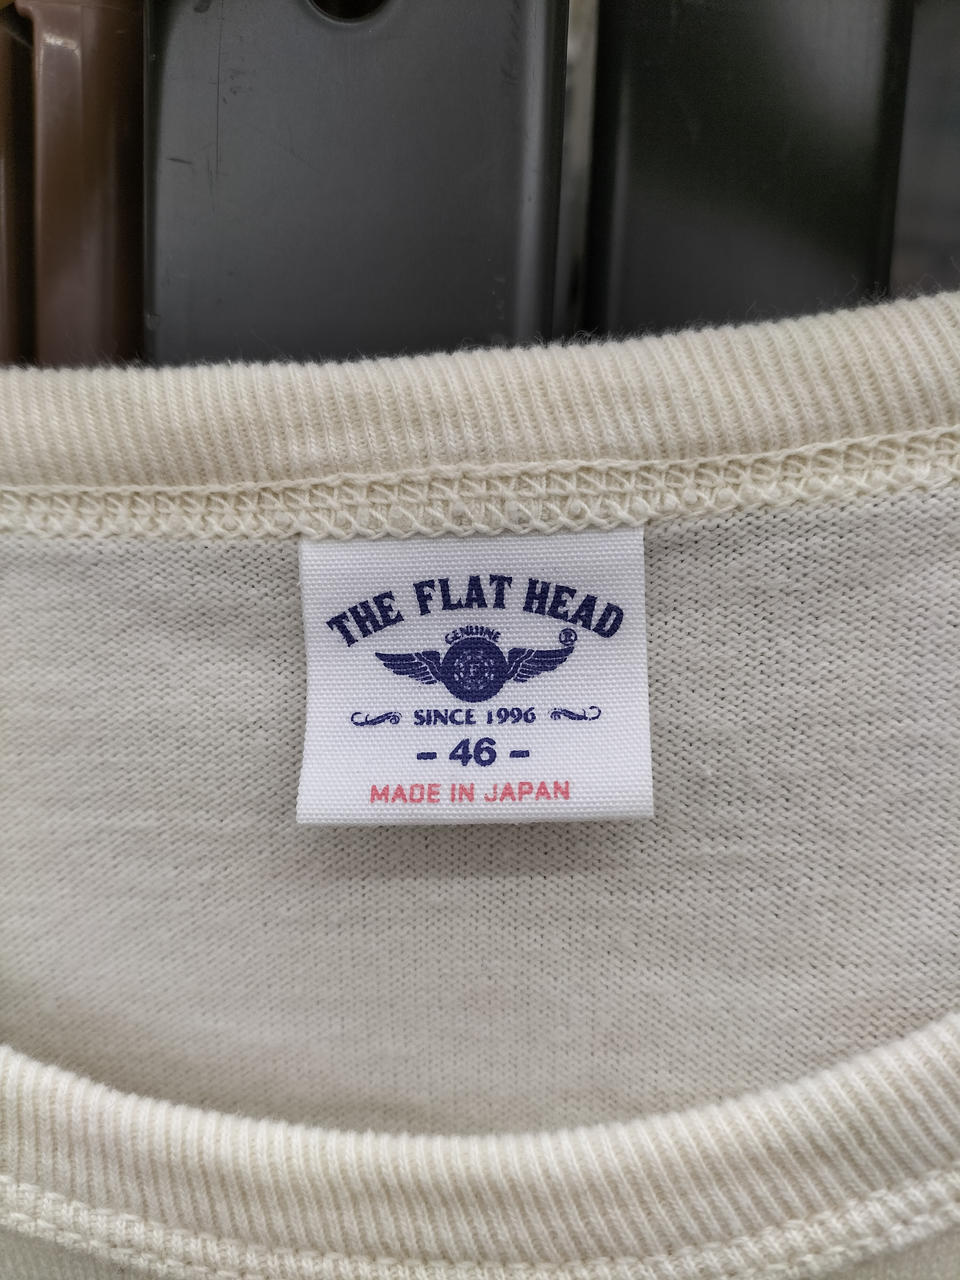 THE FLAT HEAD
GENUINE
®
F
SINCE 1996
- 46 -
MADE IN JAPAN